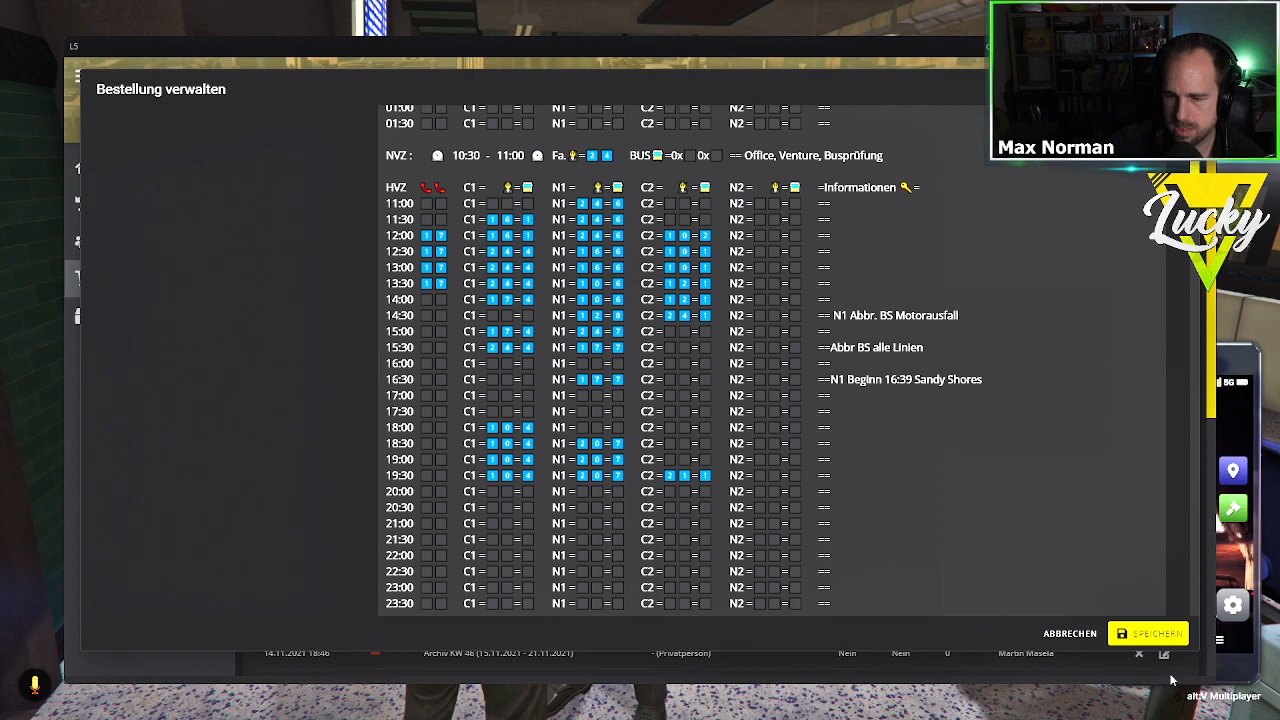 L5
Bestellung verwalten
01:00 C1 = = N1 = = C2 = = N2 = = ==
01:30 C1 = = N1 = = C2 = = N2 = = ==
NVZ : 10:30 - 11:00 Fa. = 2 4 BUS =0x 0x == Office, Venture, Busprüfung
HVZ C1 = = N1 = = C2 = = N2 = = =Informationen =
11:00 C1 = = N1 = 2 4 = 6 C2 = = N2 = = ==
11:30 C1 = 1 6 = 1 N1 = 2 4 = 6 C2 = = N2 = = ==
12:00 1 7 C1 = 1 6 = 1 N1 = 2 4 = 6 C2 = 1 0 = 2 N2 = = ==
12:30 1 7 C1 = 2 4 = 4 N1 = 1 6 = 6 C2 = 1 0 = 1 N2 = = ==
13:00 1 7 C1 = 2 4 = 4 N1 = 1 6 = 6 C2 = 1 0 = 1 N2 = = ==
13:30 1 7 C1 = 2 4 = 4 N1 = 1 0 = 6 C2 = 1 2 = 1 N2 = = ==
14:00 C1 = 1 7 = 4 N1 = 1 0 = 6 C2 = 1 2 = 1 N2 = = ==
14:30 C1 = = N1 = 1 2 = 8 C2 = 2 4 = 1 N2 = = == N1 Abbr. BS Motorausfall
15:00 C1 = 1 7 = 4 N1 = 2 4 = 7 C2 = = N2 = = ==
15:30 C1 = 2 4 = 4 N1 = 1 7 = 7 C2 = = N2 = = ==Abbr BS alle Linien
16:00 C1 = = N1 = = C2 = = N2 = = ==
16:30 C1 = = N1 = 1 7 = 7 C2 = = N2 = = ==N1 Beginn 16:39 Sandy Shores
17:00 C1 = = N1 = = C2 = = N2 = = ==
17:30 C1 = = N1 = = C2 = = N2 = = ==
18:00 C1 = 1 0 = 4 N1 = = C2 = = N2 = = ==
18:30 C1 = 1 0 = 4 N1 = 2 0 = 7 C2 = = N2 = = ==
19:00 C1 = 1 0 = 4 N1 = 2 0 = 7 C2 = = N2 = = ==
19:30 C1 = 1 0 = 4 N1 = 2 0 = 7 C2 = 2 1 = 1 N2 = = ==
20:00 C1 = = N1 = = C2 = = N2 = = ==
20:30 C1 = = N1 = = C2 = = N2 = = ==
21:00 C1 = = N1 = = C2 = = N2 = = ==
21:30 C1 = = N1 = = C2 = = N2 = = ==
22:00 C1 = = N1 = = C2 = = N2 = = ==
22:30 C1 = = N1 = = C2 = = N2 = = ==
23:00 C1 = = N1 = = C2 = = N2 = = ==
23:30 C1 = = N1 = = C2 = = N2 = = ==
ABBRECHEN SPEICHERN
14.11.2021 18:46 Archiv KW 46 (15.11.2021 - 21.11.2021) - (Privatperson) Nein Nein 0 Martin Masela
Max Norman
Lucky
5G
alt:V Multiplayer